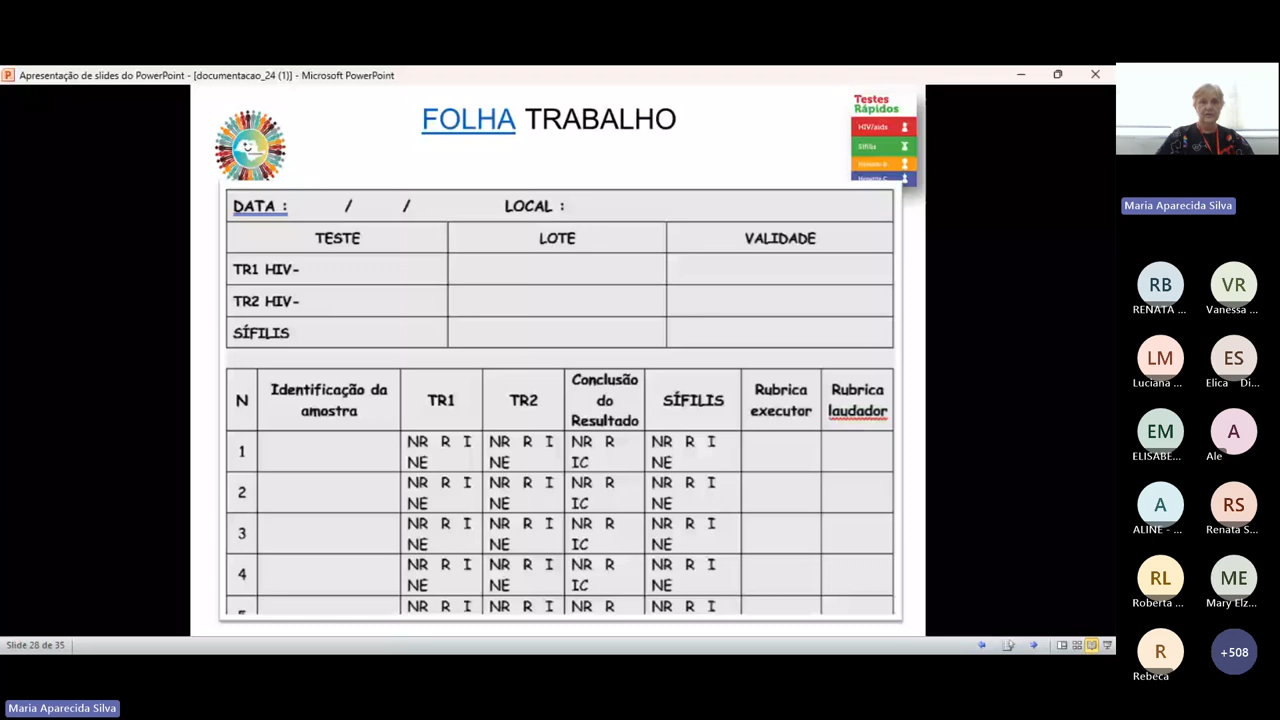 Apresentação de slides do PowerPoint - [documentacao_24 (1)] - Microsoft PowerPoint
FOLHA TRABALHO
Testes
Rápidos
HIV/aids
Sífilis
Hepatite B
Hepatite C
DATA : / / LOCAL :
TESTE LOTE VALIDADE
TR1 HIV-
TR2 HIV-
SÍFILIS
N Identificação da amostra TR1 TR2 Conclusão do Resultado SÍFILIS Rubrica executor Rubrica laudador
1 NR R I NR R I NR R NR R I
NE NE IC NE
2 NR R I NR R I NR R NR R I
NE NE IC NE
3 NR R I NR R I NR R NR R I
NE NE IC NE
4 NR R I NR R I NR R NR R I
NE NE IC NE
5 NR R I NR R I NR R NR R I
Slide 28 de 35
Maria Aparecida Silva
Maria Aparecida Silva
RB VR
RENATA ... Vanessa ...
LM ES
Luciana ... Elica Di...
EM A
ELISABE... Ale
A RS
ALINE - ... Renata S...
RL ME
Roberta ... Mary Elz...
R +508
Rebeca